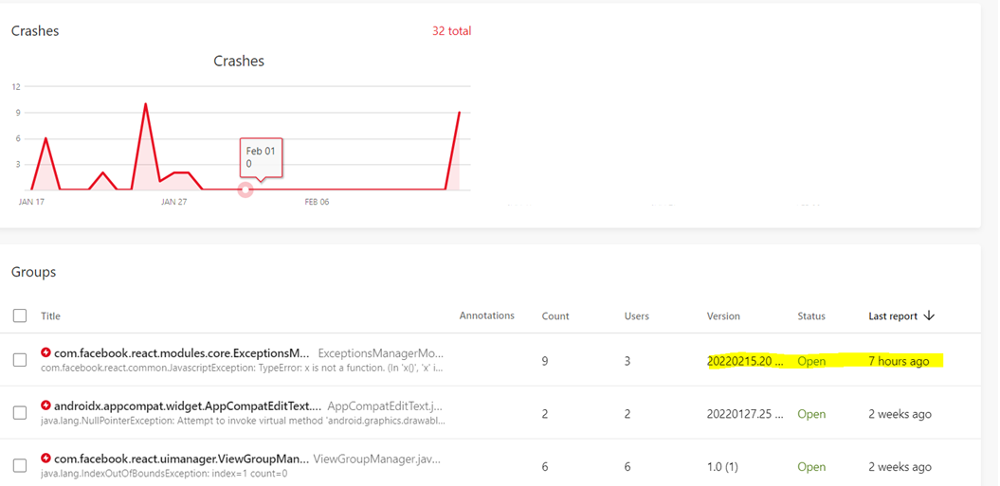 Crashes 32 total
Crashes
12
9
6
3
Feb 01
0
JAN 17 JAN 27 FEB 06
Groups
Title Annotations Count Users Version Status Last report
com.facebook.react.modules.core.ExceptionsM... ExceptionsManagerMo... 9 3 20220215.20 ... Open 7 hours ago
com.facebook.react.common.JavascriptException: TypeError: x is not a function. (In 'x()', 'x' i...
androidx.appcompat.widget.AppCompatEditText.... AppCompatEditText.j... 2 2 20220127.25 ... Open 2 weeks ago
java.lang.NullPointerException: Attempt to invoke virtual method 'android.graphics.drawabl...
com.facebook.react.uimanager.ViewGroupMan... ViewGroupManager.jav... 6 6 1.0 (1) Open 2 weeks ago
java.lang.IndexOutOfBoundsException: index=1 count=0